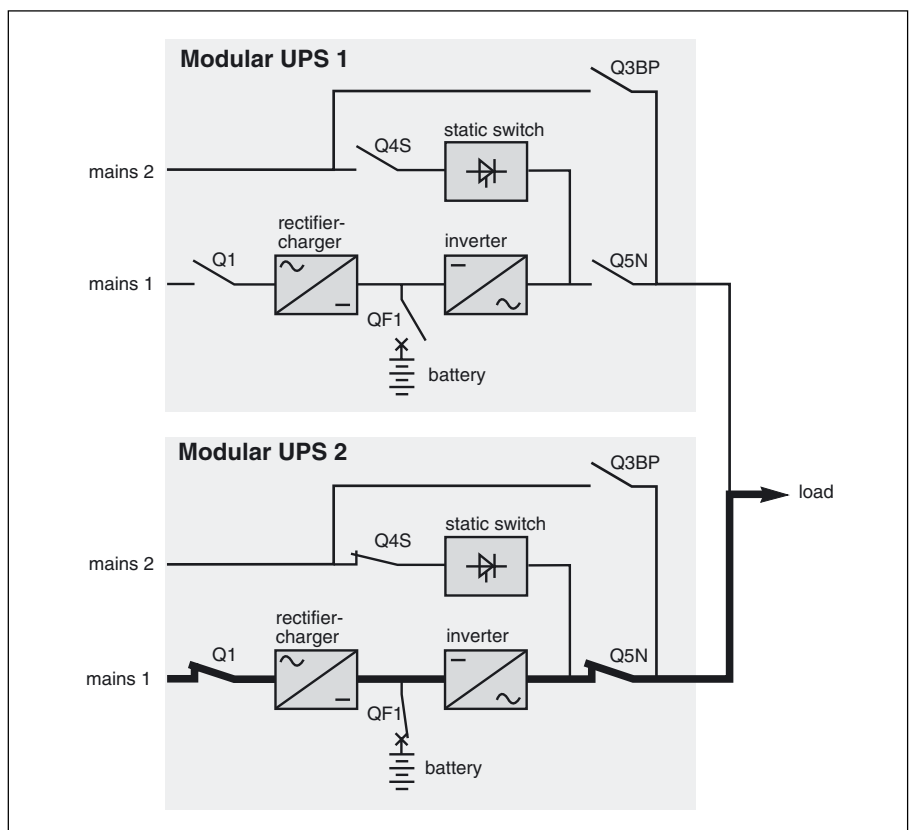 Modular UPS 1
Q3BP
static switch
Q4S
mains 2
rectifier-
charger
inverter
Q1
Q5N
mains 1
QF1
battery
Modular UPS 2
Q3BP
load
static switch
Q4S
mains 2
rectifier-
charger
inverter
Q1
Q5N
mains 1
QF1
battery